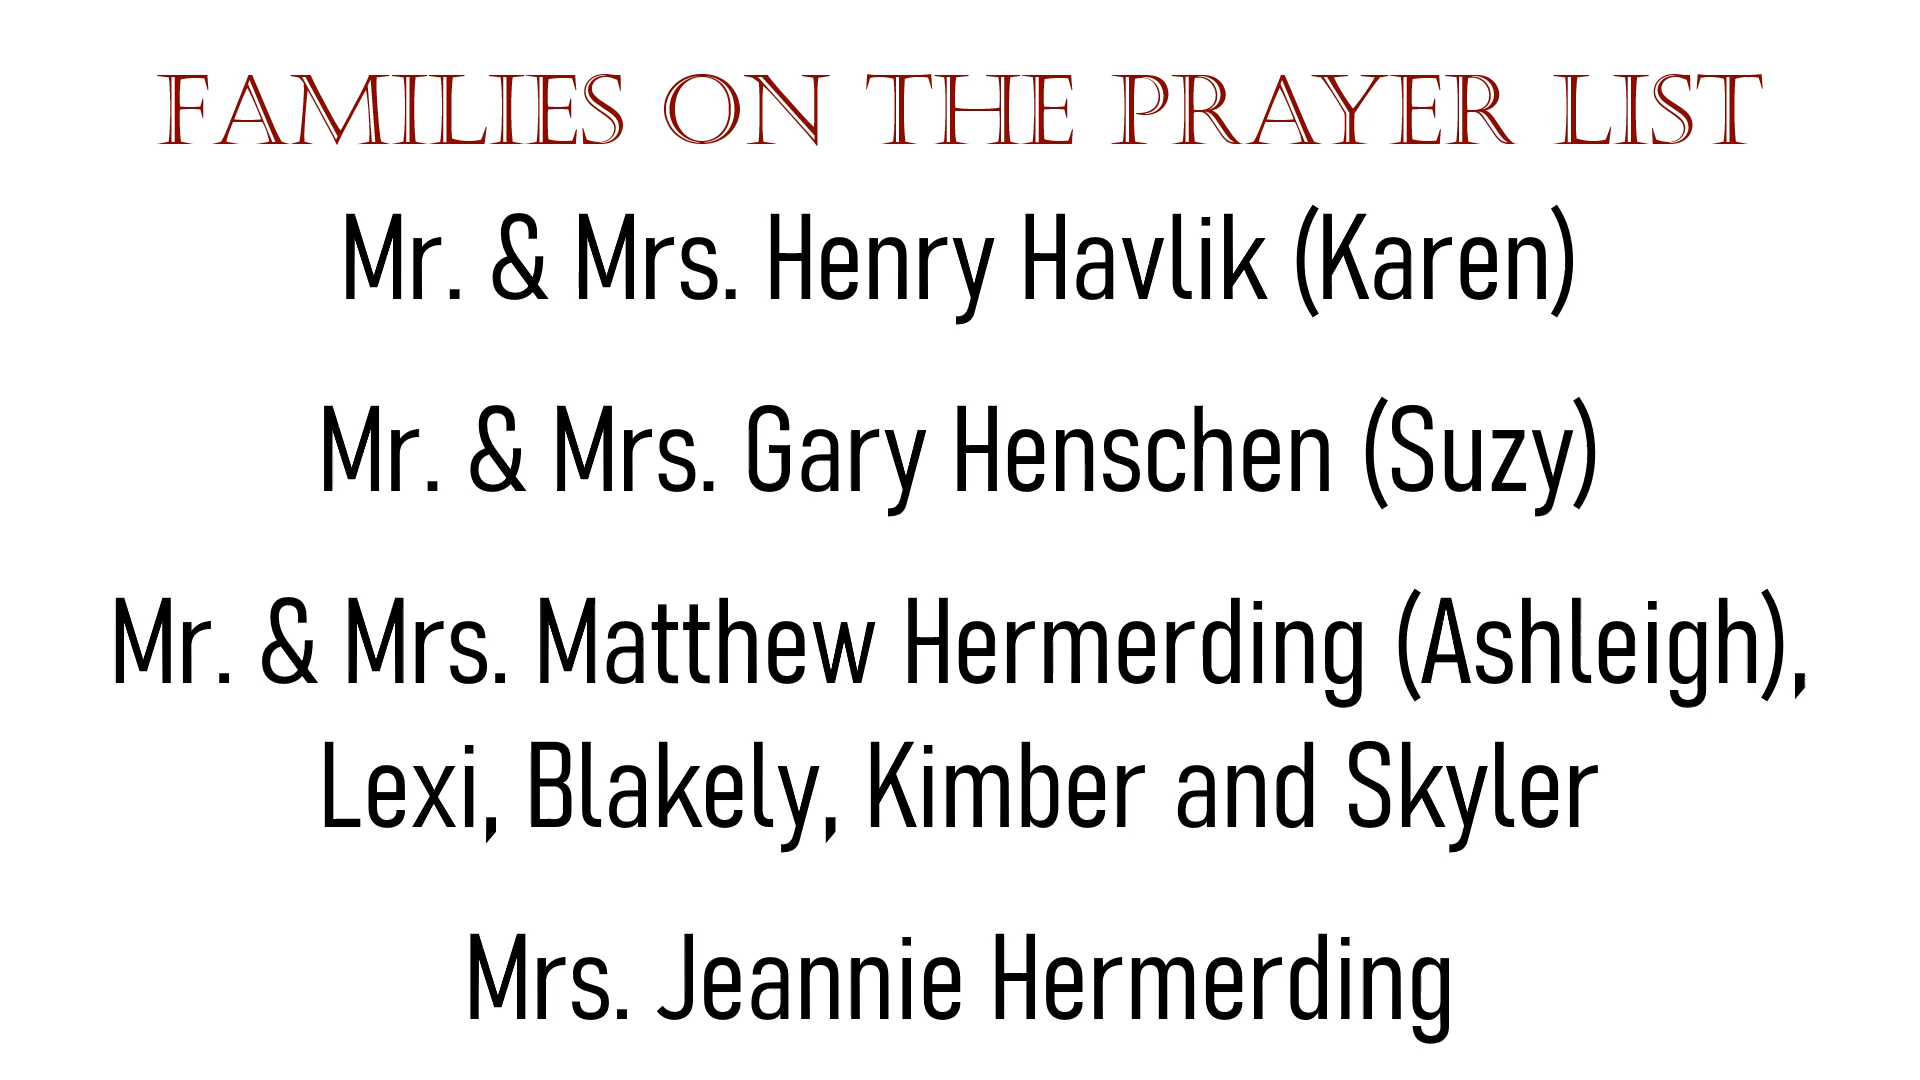 FAMILIES ON THE PRAYER LIST
Mr. & Mrs. Henry Havlik (Karen)
Mr. & Mrs. Gary Henschen (Suzy)
Mr. & Mrs. Matthew Hermerding (Ashleigh),
Lexi, Blakely, Kimber and Skyler
Mrs. Jeannie Hermerding